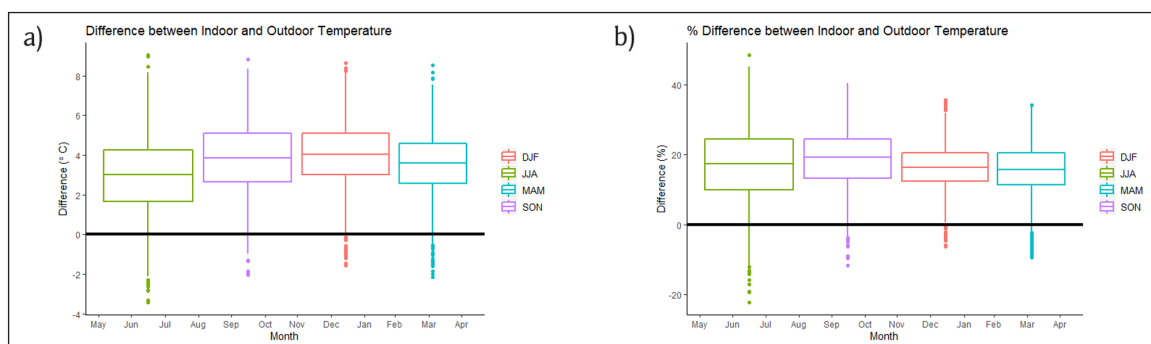 a)
Difference between Indoor and Outdoor Temperature
Difference (° C)
8
6
4
2
0
-2
-4
May Jun Jul Aug Sep Oct Nov Dec Jan Feb Mar Apr
Month
DJF
JJA
MAM
SON
b)
% Difference between Indoor and Outdoor Temperature
Difference (%)
40
20
0
-20
May Jun Jul Aug Sep Oct Nov Dec Jan Feb Mar Apr
Month
DJF
JJA
MAM
SON